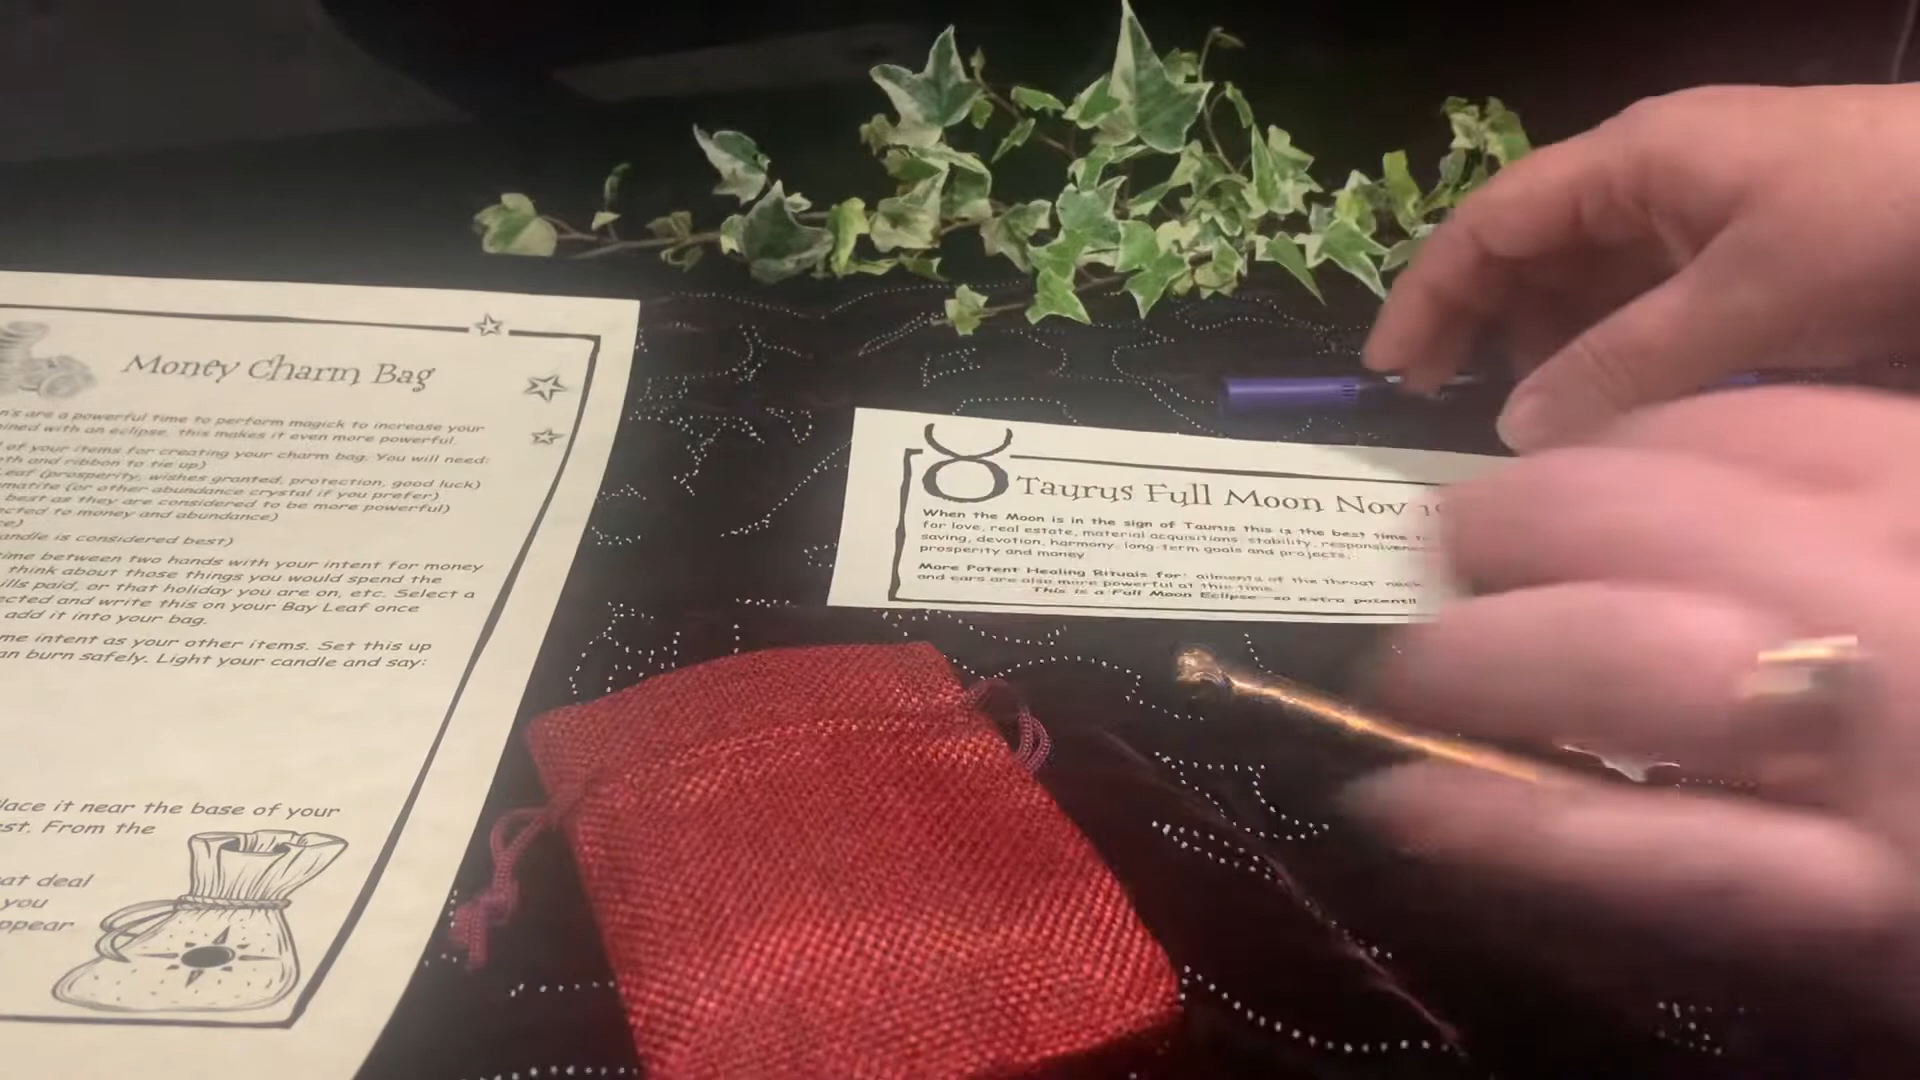 Money Charm Bag
n's are a powerful time to perform magick to increase your
ined with an eclipse, this makes it even more powerful.
of your items for creating your charm bag. You will need:
th and ribbon to tie up)
Leaf (prosperity, wishes granted, protection, good luck)
matite (or other abundance crystal if you prefer)
best as they are considered to be more powerful)
cted to money and abundance)
ce)
andle is considered best)
ime between two hands with your intent for money
think about those things you would spend the
ills paid, or that holiday you are on, etc. Select a
cted and write this on your Bay Leaf once
add it into your bag.
me intent as your other items. Set this up
an burn safely. Light your candle and say:
lace it near the base of your
st. From the
at deal
you
ppear
Taurus Full Moon Nov
When the Moon is in the sign of Taurus this is the best time
for love, real estate, material acquisitions, stability, responsiveness
saving, devotion, harmony, long-term goals and projects,
prosperity and money
More Potent Healing Rituals for: ailments of the throat neck
and ears are also more powerful at this time.
This is a Full Moon Eclipse—so extra potent!!